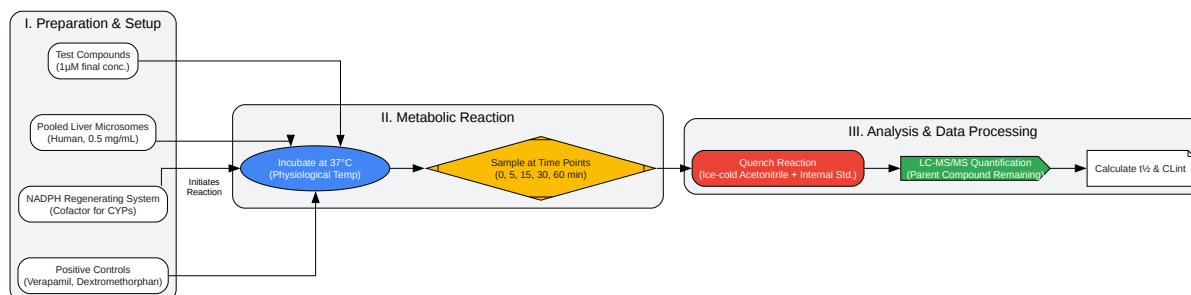 I. Preparation & Setup
Test Compounds
(1µM final conc.)
Pooled Liver Microsomes
(Human, 0.5 mg/mL)
NADPH Regenerating System
(Cofactor for CYPs)
Positive Controls
(Verapamil, Dextromethorphan)
Initiates
Reaction
II. Metabolic Reaction
Incubate at 37°C
(Physiological Temp)
Sample at Time Points
(0, 5, 15, 30, 60 min)
III. Analysis & Data Processing
Quench Reaction
(Ice-cold Acetonitrile + Internal Std.)
LC-MS/MS Quantification
(Parent Compound Remaining)
Calculate t½ & CLint